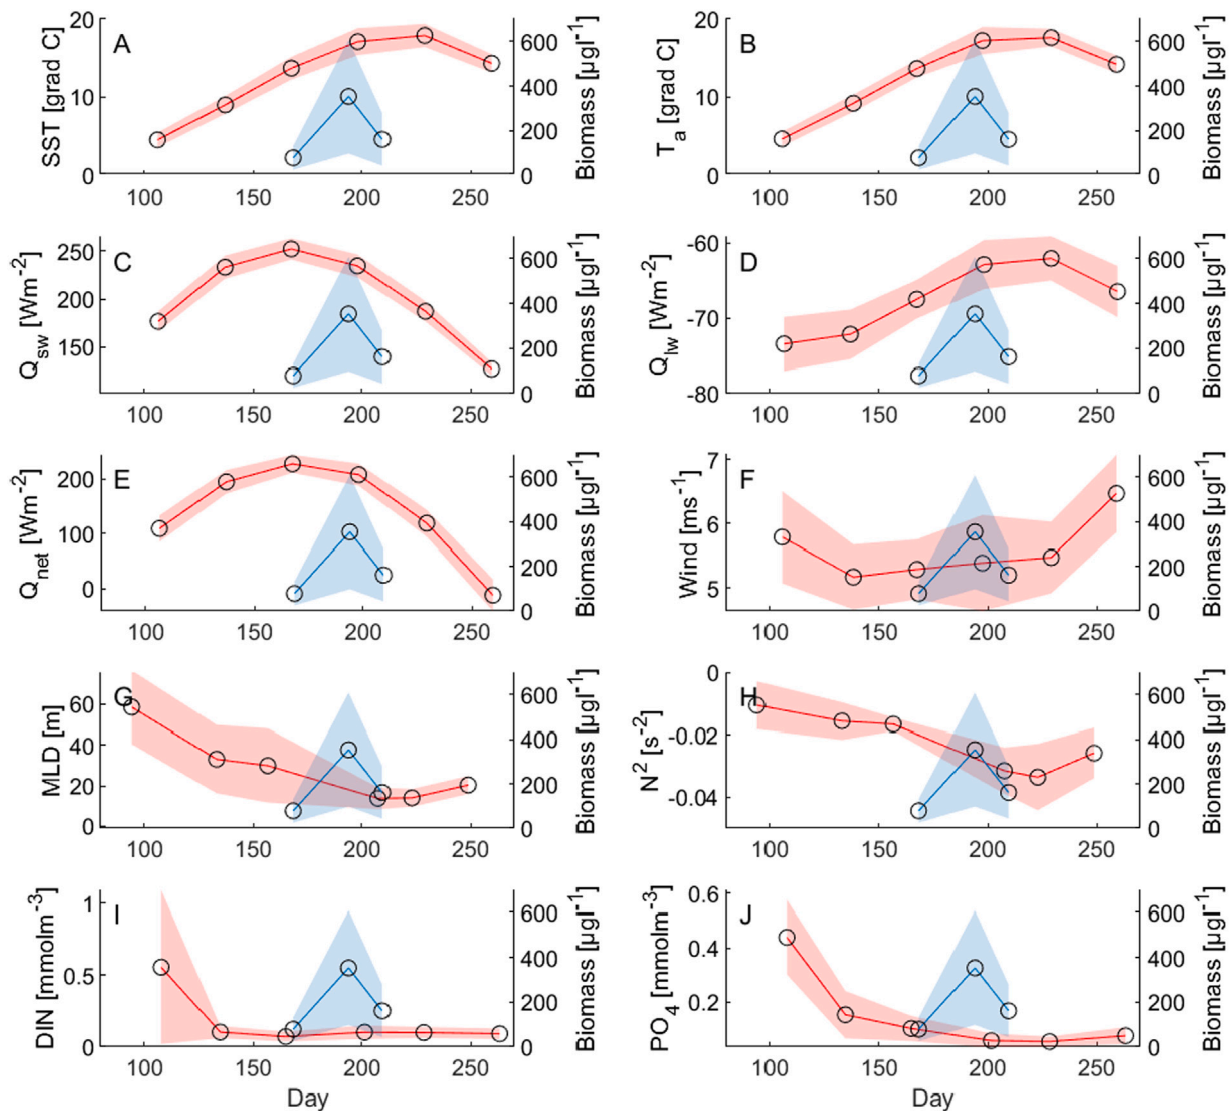 A
SST [grad C]
20
10
0
100 150 200 250
600
400
200
0
Biomass [µgl⁻¹]
B
Tₐ [grad C]
20
10
0
100 150 200 250
600
400
200
0
Biomass [µgl⁻¹]
C
Q_sw [Wm⁻²]
250
200
150
100 150 200 250
600
400
200
0
Biomass [µgl⁻¹]
D
Q_lw [Wm⁻²]
-60
-70
-80
100 150 200 250
600
400
200
0
Biomass [µgl⁻¹]
E
Q_net [Wm⁻²]
200
100
0
100 150 200 250
600
400
200
0
Biomass [µgl⁻¹]
F
Wind [ms⁻¹]
7
6
5
100 150 200 250
600
400
200
0
Biomass [µgl⁻¹]
G
MLD [m]
60
40
20
0
100 150 200 250
600
400
200
0
Biomass [µgl⁻¹]
H
N² [s⁻²]
0
-0.02
-0.04
100 150 200 250
600
400
200
0
Biomass [µgl⁻¹]
I
DIN [mmolm⁻³]
1
0.5
0
100 150 200 250
Day
600
400
200
0
Biomass [µgl⁻¹]
J
PO₄ [mmolm⁻³]
0.6
0.4
0.2
100 150 200 250
Day
600
400
200
0
Biomass [µgl⁻¹]